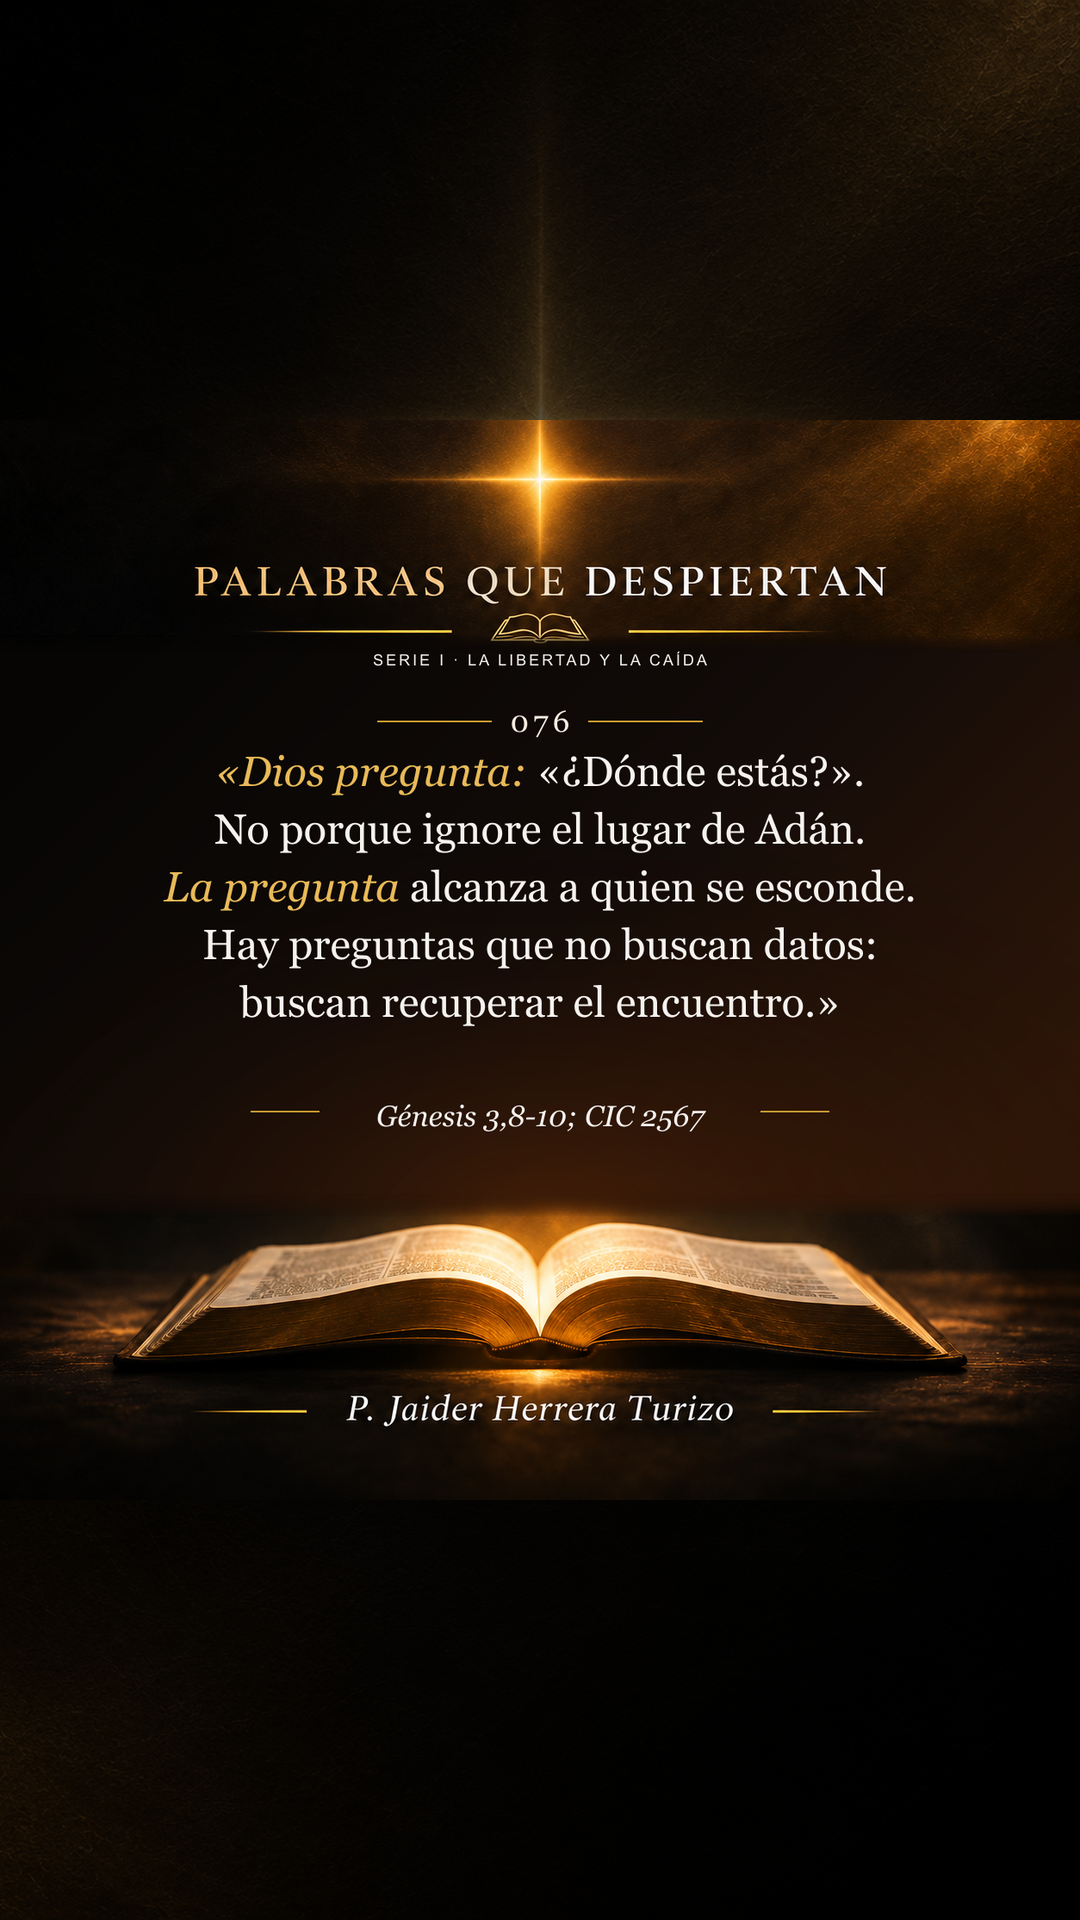 PALABRAS QUE DESPIERTAN
SERIE I · LA LIBERTAD Y LA CAÍDA
076
«Dios pregunta: «¿Dónde estás?».
No porque ignore el lugar de Adán.
La pregunta alcanza a quien se esconde.
Hay preguntas que no buscan datos:
buscan recuperar el encuentro.»
Génesis 3,8-10; CIC 2567
P. Jaider Herrera Turizo